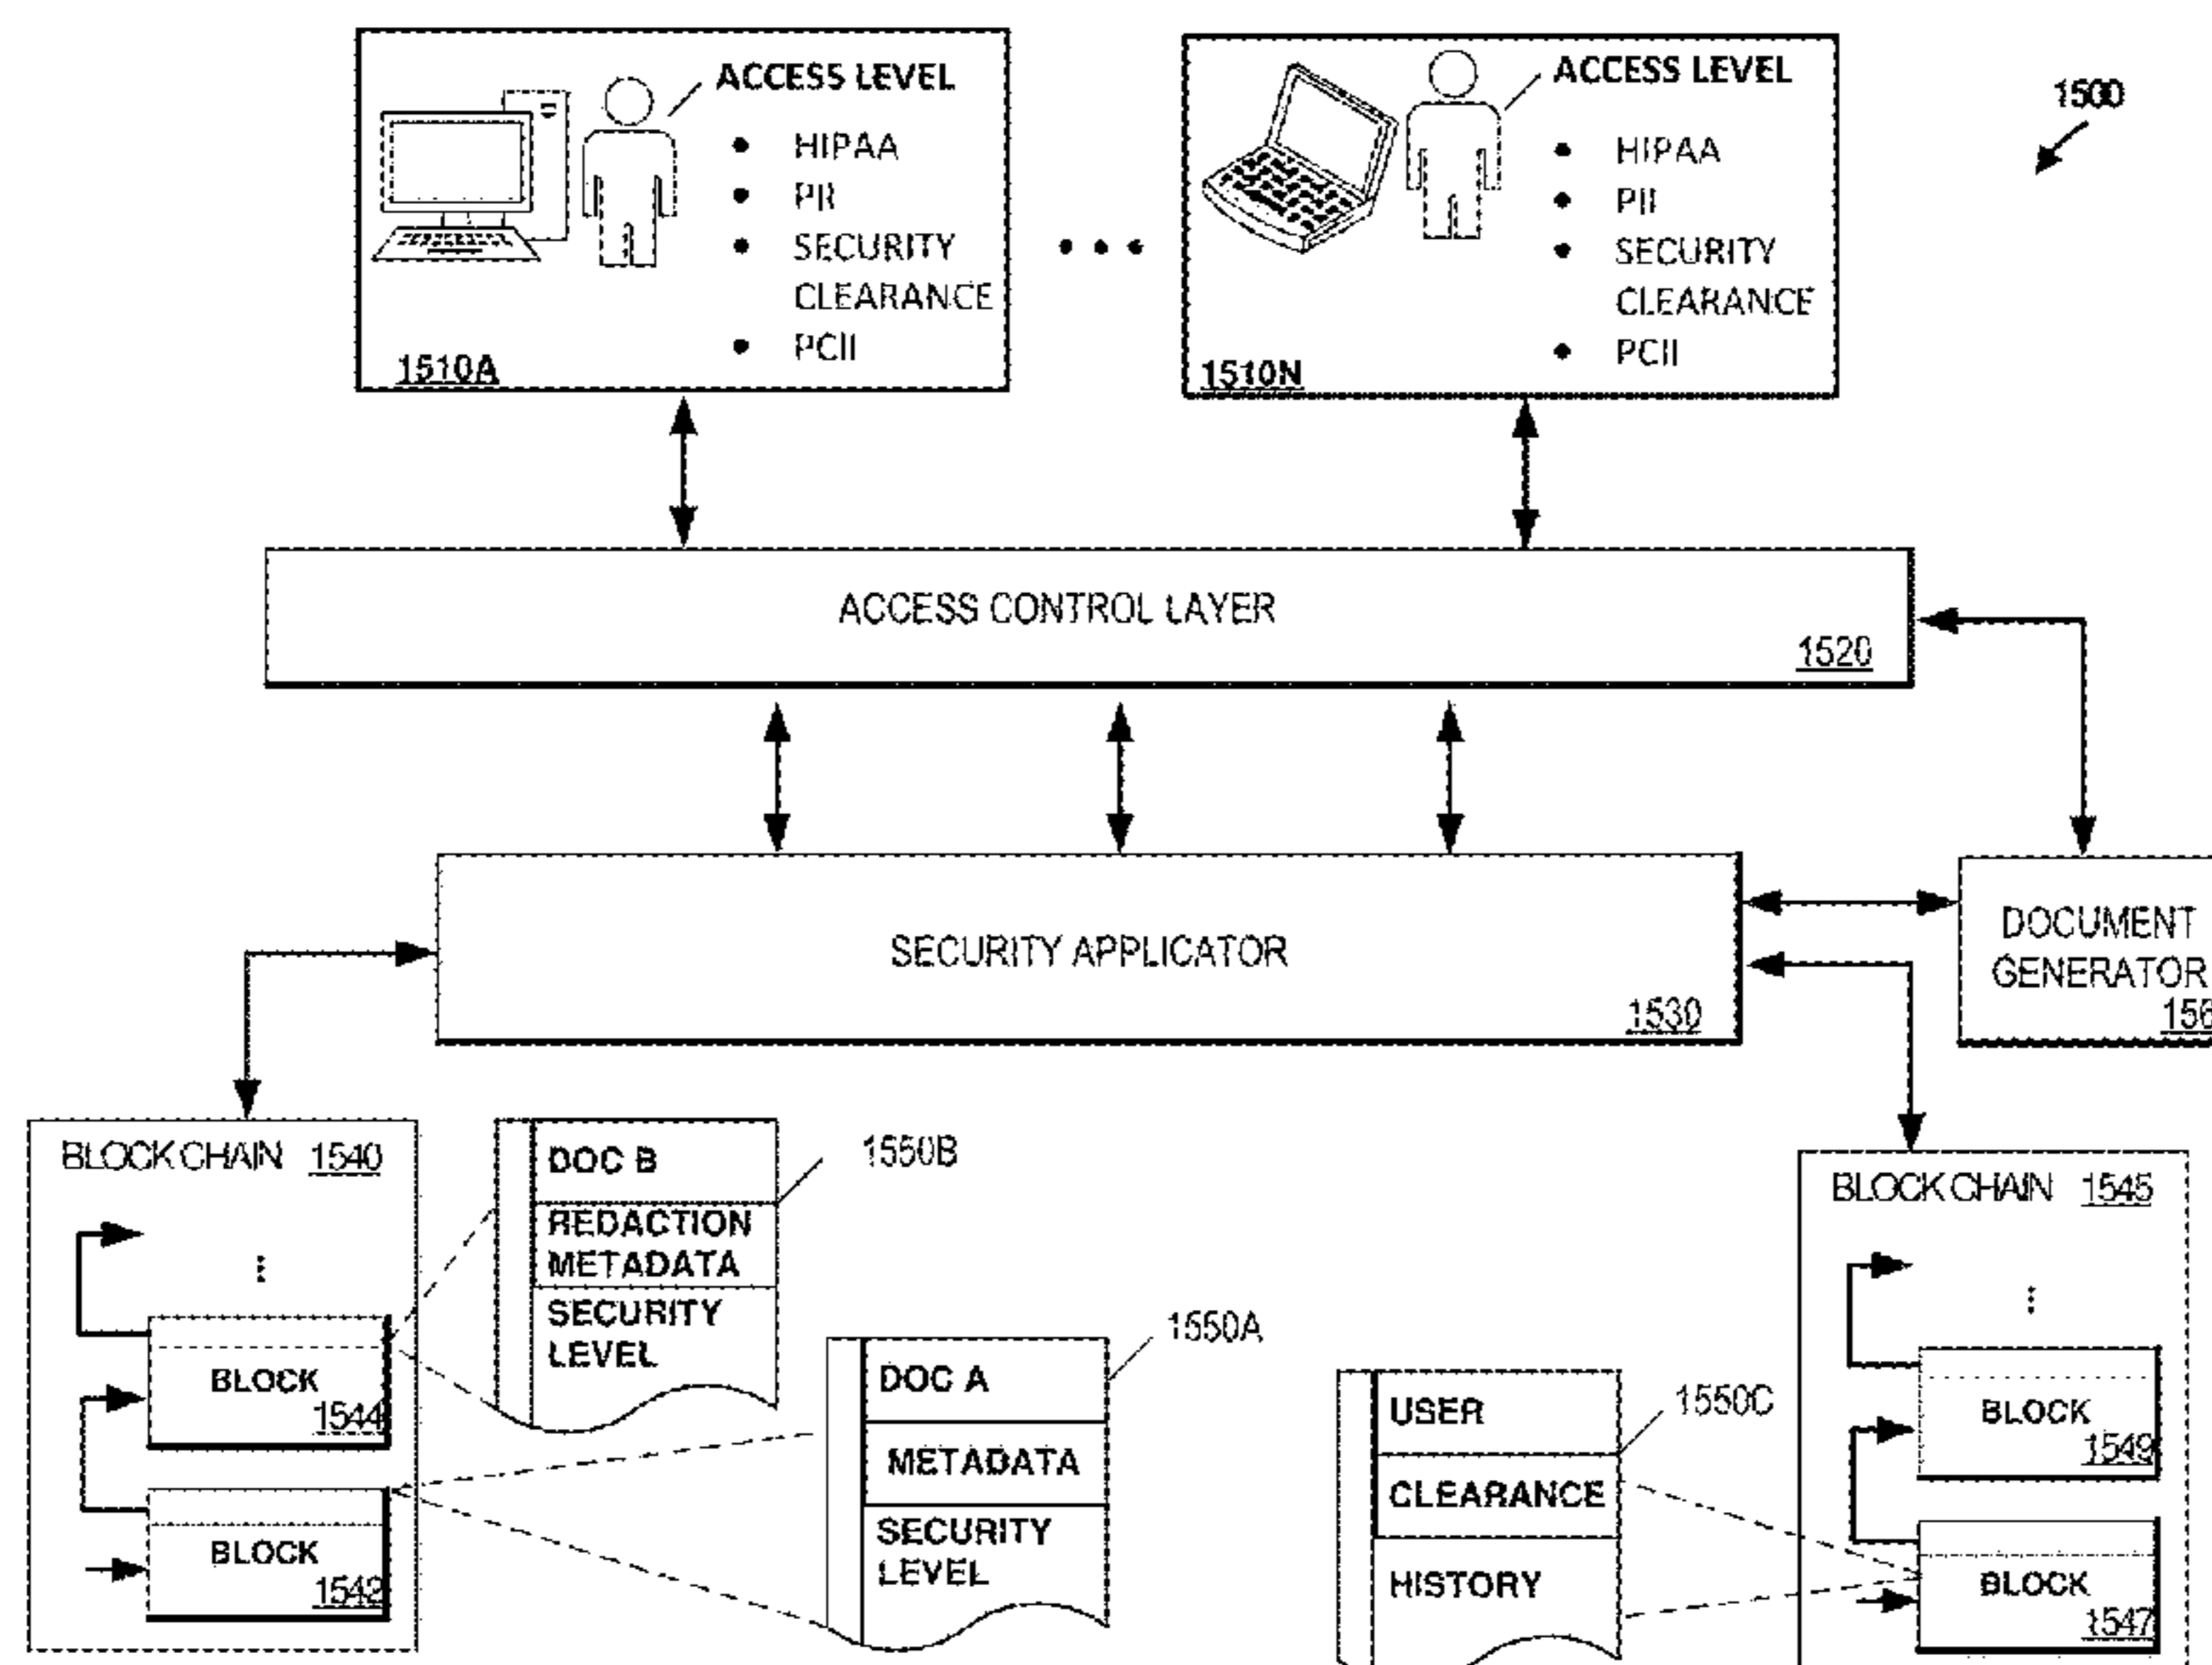 ACCESS LEVEL
HIPAA
PII
SECURITY
CLEARANCE
PCII
1510A
ACCESS LEVEL
HIPAA
PII
SECURITY
CLEARANCE
PCII
1510N
1500
ACCESS CONTROL LAYER
1520
SECURITY APPLICATOR
1530
DOCUMENT
GENERATOR
156
BLOCK CHAIN 1540
BLOCK
1544
BLOCK
1542
DOC B
REDACTION
METADATA
SECURITY
LEVEL
1550B
DOC A
METADATA
SECURITY
LEVEL
1550A
USER
CLEARANCE
HISTORY
1550C
BLOCK CHAIN 1545
BLOCK
1549
BLOCK
1547